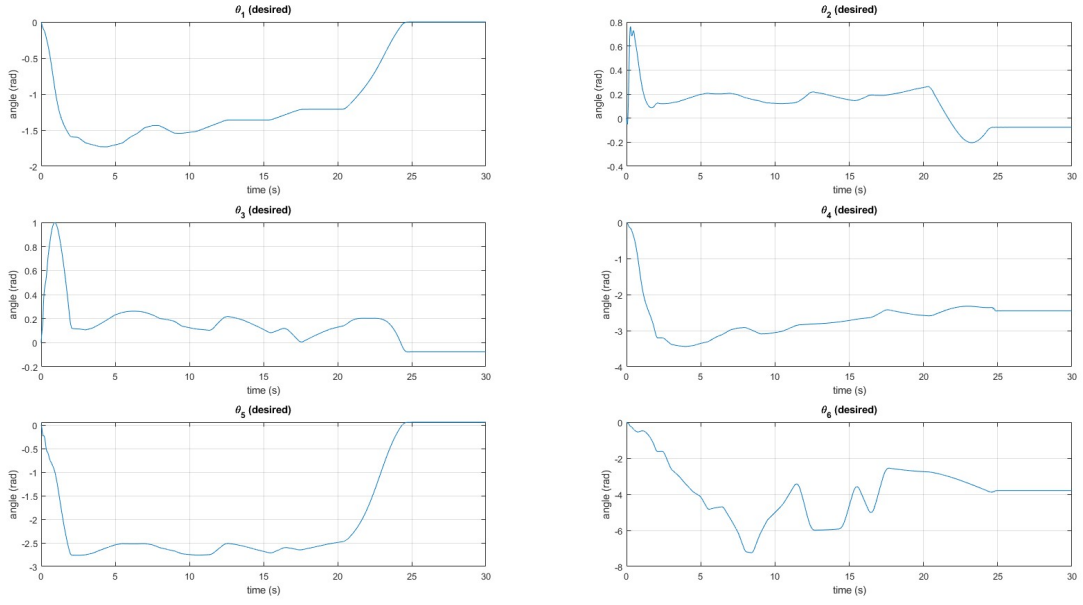 θ1 (desired)
0
-0.5
-1
-1.5
-2
angle (rad)
0 5 10 15 20 25 30
time (s)
θ2 (desired)
0.8
0.6
0.4
0.2
0
-0.2
-0.4
angle (rad)
0 5 10 15 20 25 30
time (s)
θ3 (desired)
1
0.8
0.6
0.4
0.2
0
-0.2
angle (rad)
0 5 10 15 20 25 30
time (s)
θ4 (desired)
0
-1
-2
-3
-4
angle (rad)
0 5 10 15 20 25 30
time (s)
θ5 (desired)
0
-0.5
-1
-1.5
-2
-2.5
-3
angle (rad)
0 5 10 15 20 25 30
time (s)
θ6 (desired)
0
-2
-4
-6
-8
angle (rad)
0 5 10 15 20 25 30
time (s)